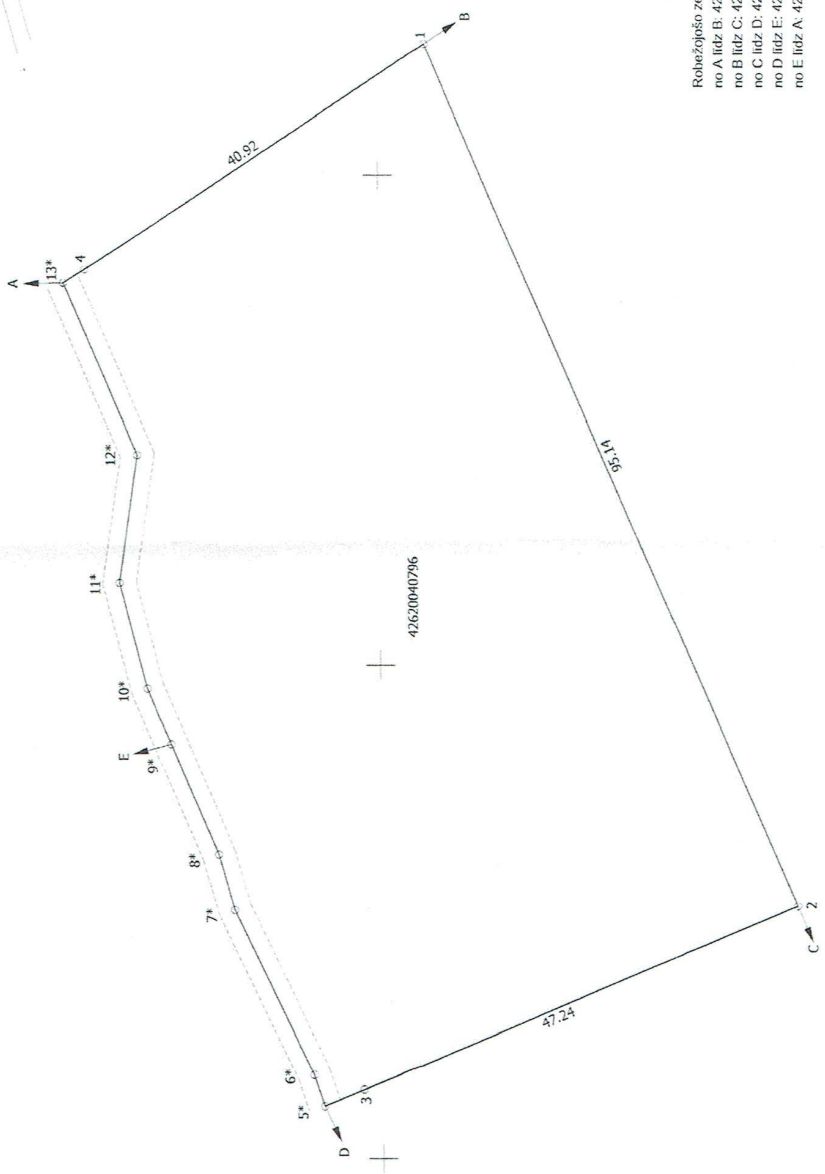 A
13*
4
40.92
1
B
12*
11*
10*
E
9*
8*
7*
6*
5*
D
3
47.24
2
C
95.14
42620040796
Robežojošo ze
no A līdz B: 42
no B līdz C: 42
no C līdz D: 42
no D līdz E: 42
no E līdz A: 42